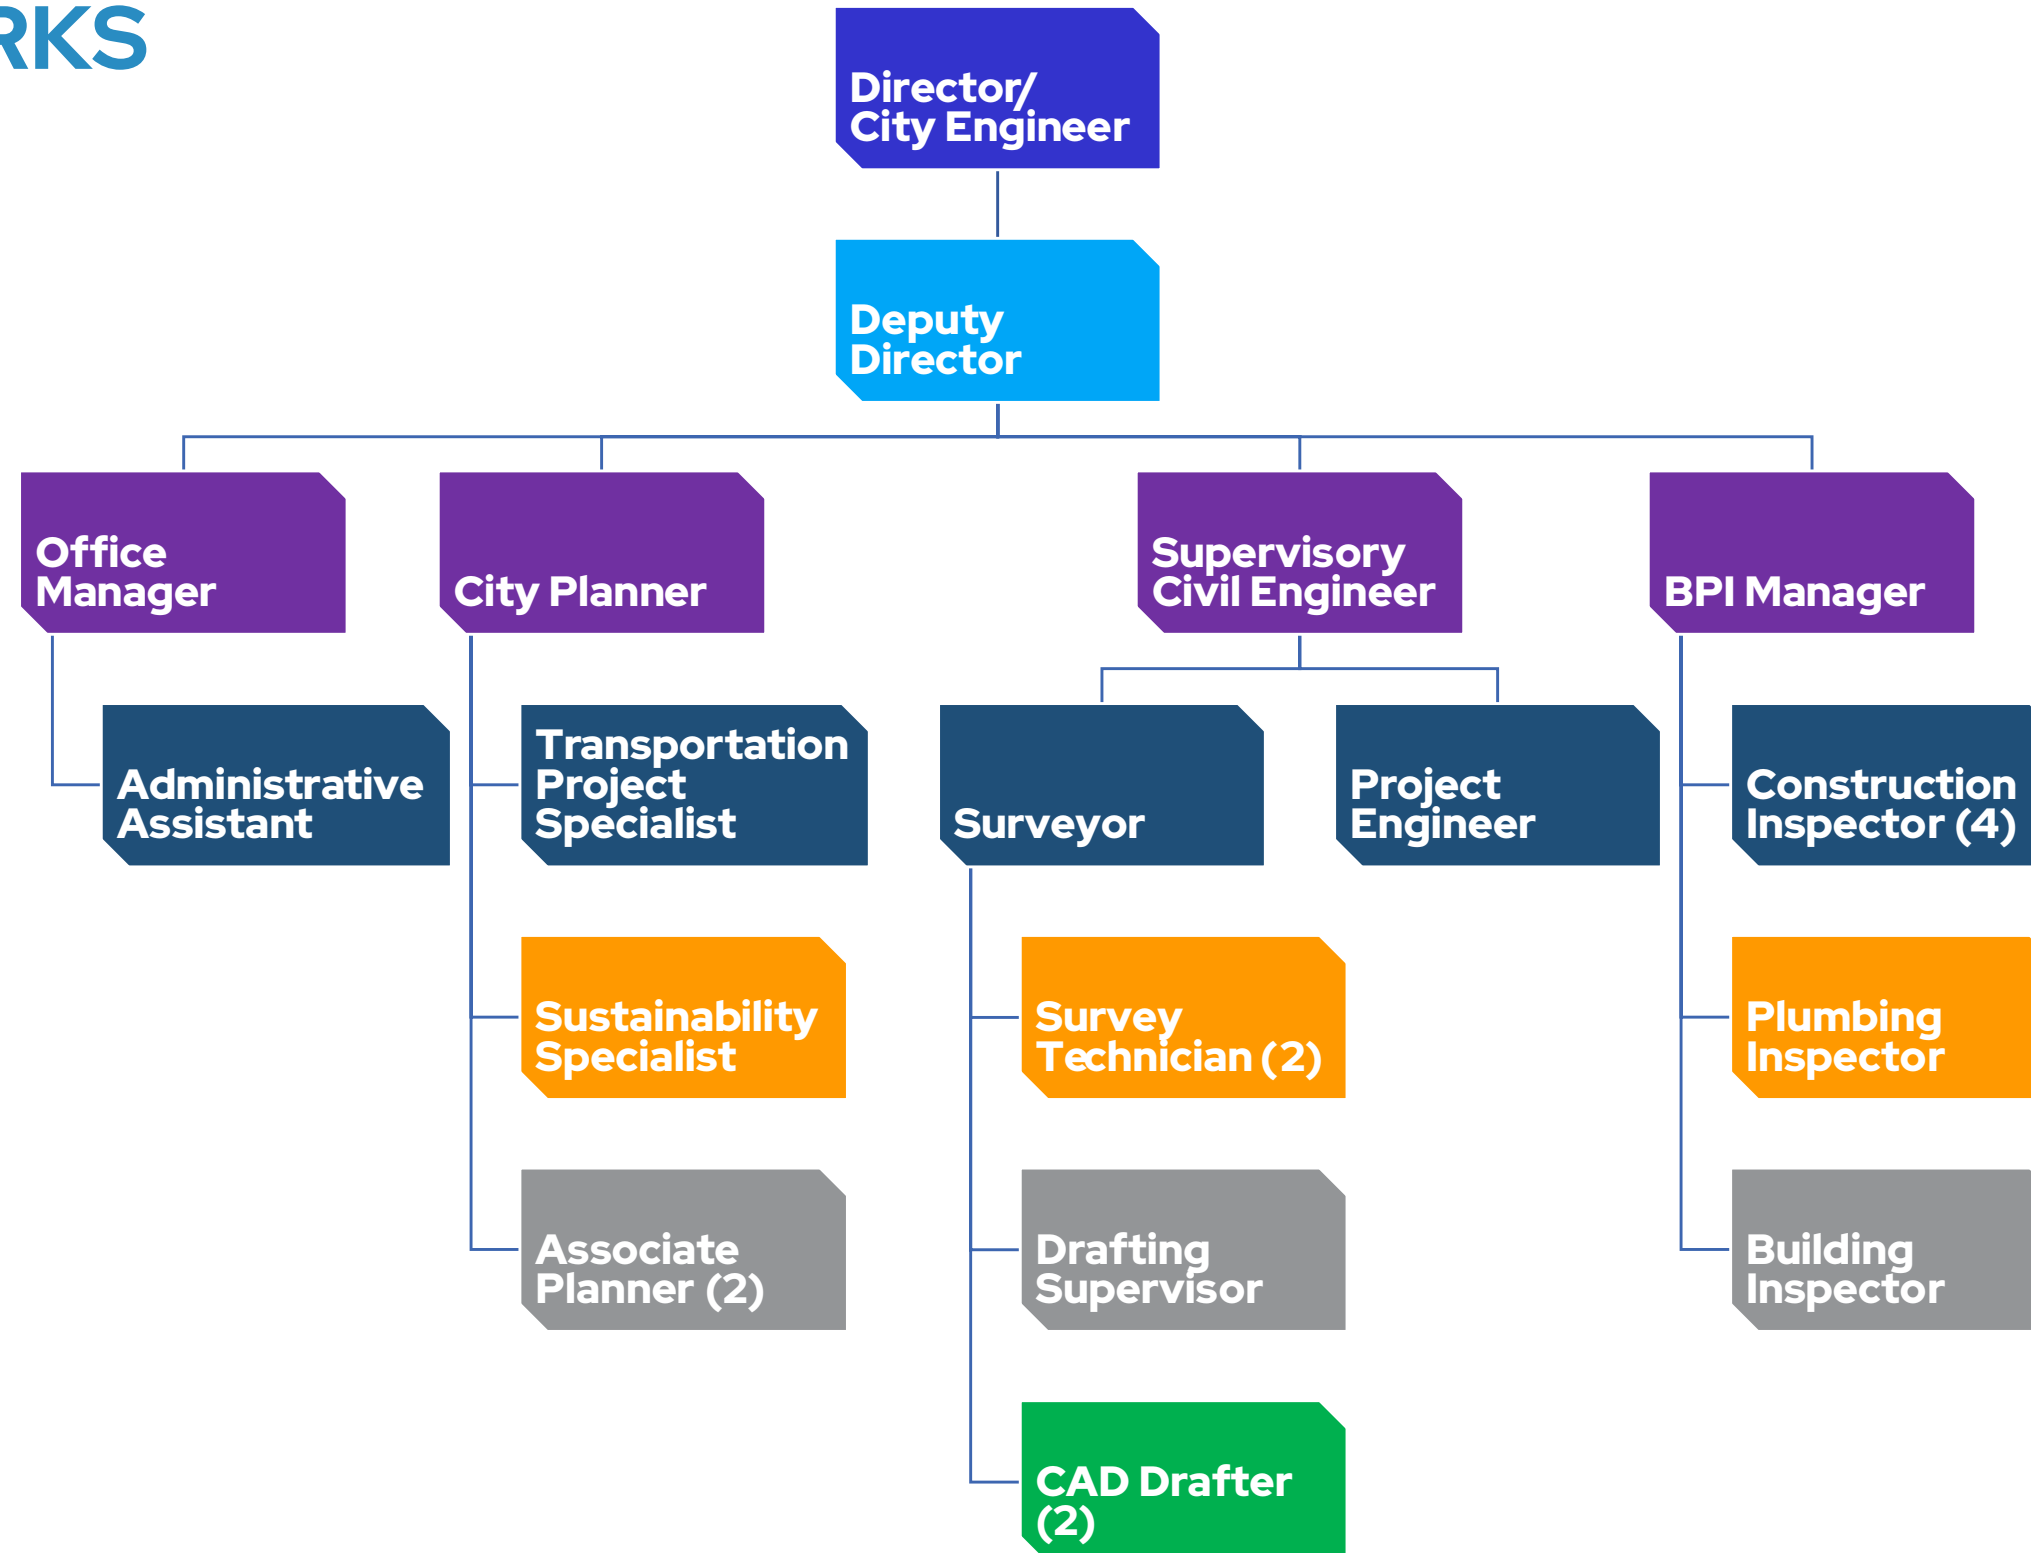 RKS
Director/
City Engineer
Deputy
Director
Office
Manager
City Planner
Supervisory
Civil Engineer
BPI Manager
Administrative
Assistant
Transportation
Project
Specialist
Surveyor
Project
Engineer
Construction
Inspector (4)
Sustainability
Specialist
Survey
Technician (2)
Plumbing
Inspector
Associate
Planner (2)
Drafting
Supervisor
Building
Inspector
CAD Drafter
(2)